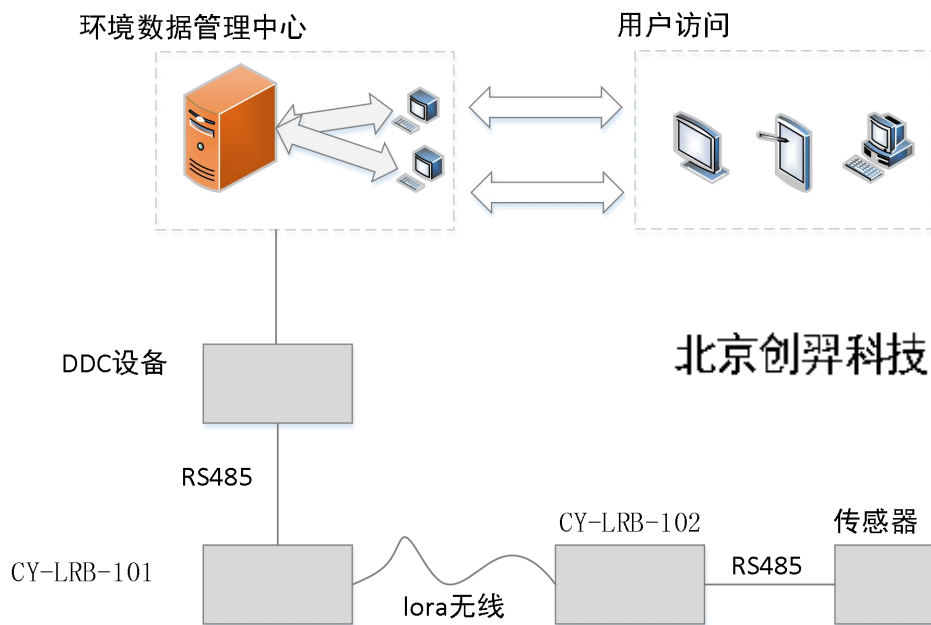 环境数据管理中心
用户访问
DDC设备
北京创羿科技
RS485
CY-LRB-102
传感器
CY-LRB-101
RS485
lora无线